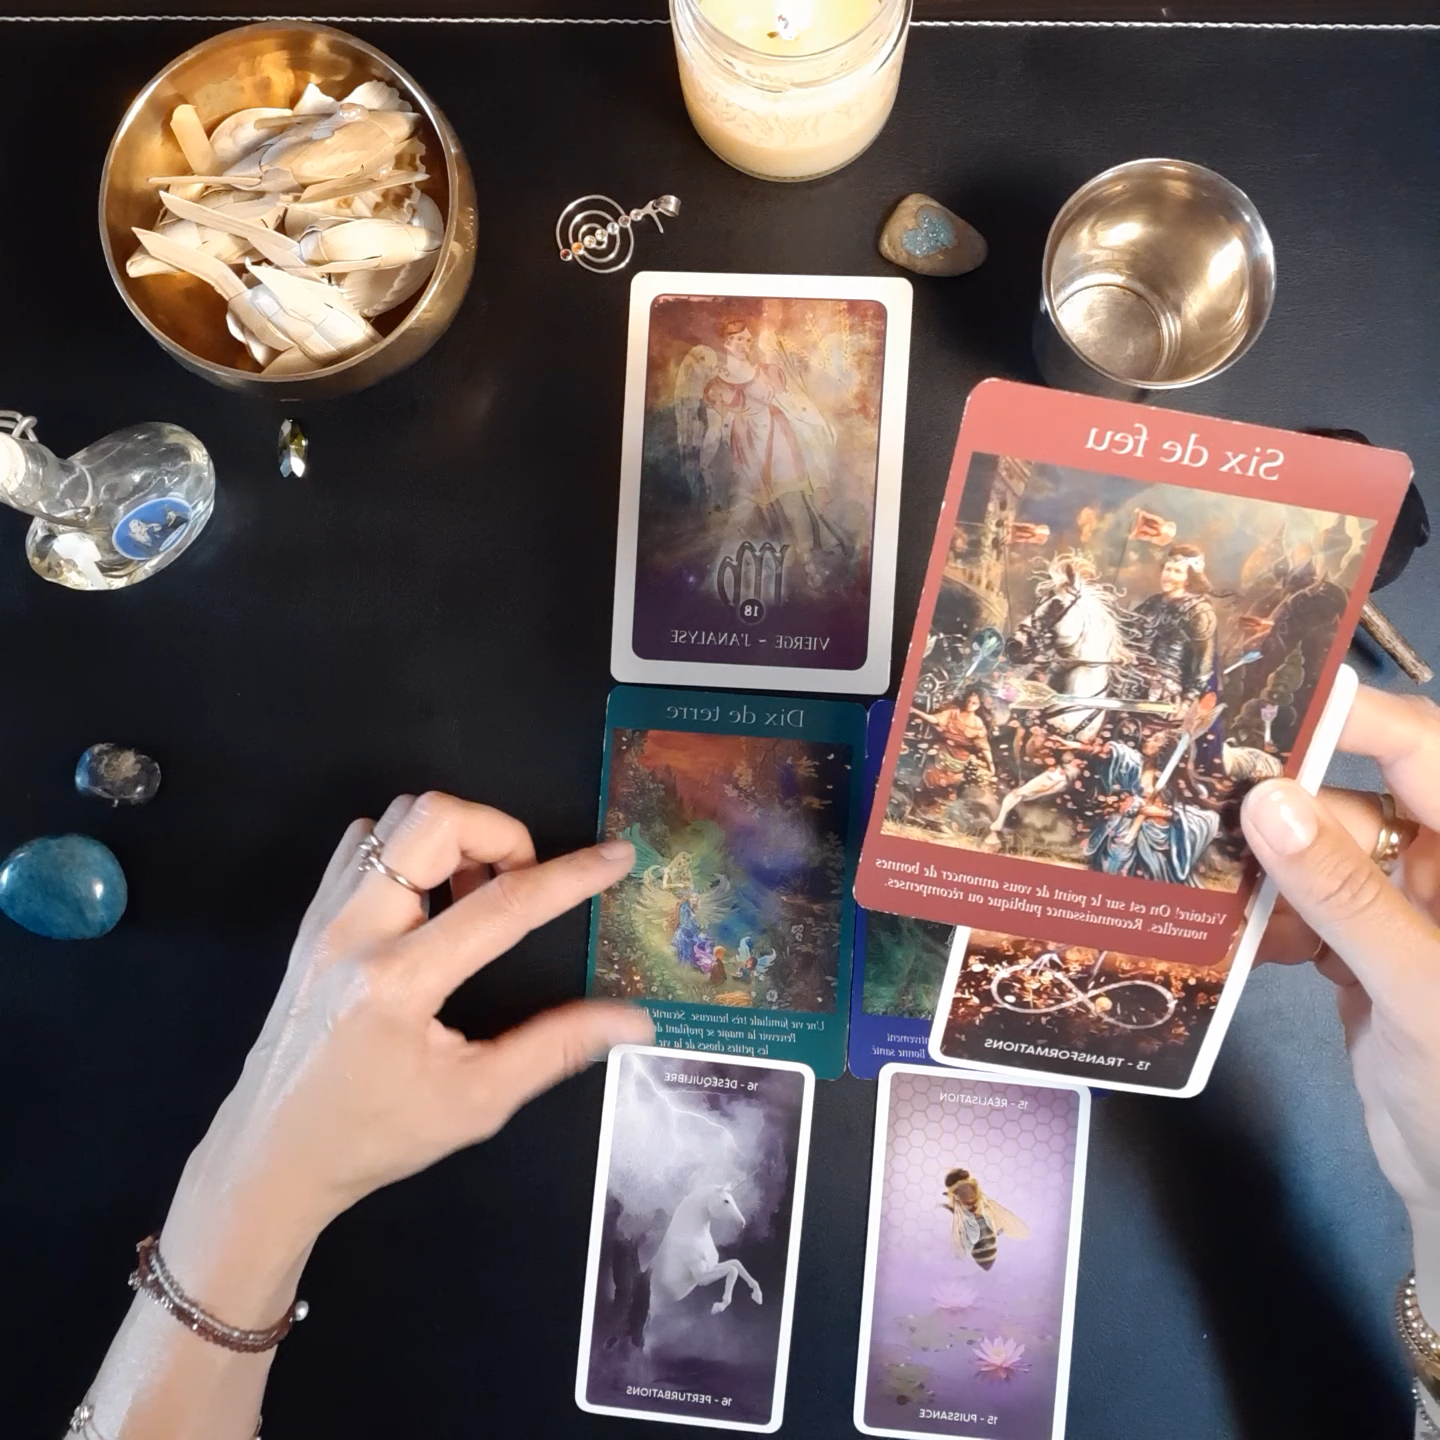 18
VIERGE ~ J'ANALYSE
Six de feu
Victoire! On est sur le point de vous annoncer de bonnes
nouvelles. Reconnaissance publique ou récompenses.
Dix de terre
Une vie familiale très heureuse. Sécurité
Percevoir la magie se profilant
les petites choses de la vie
Bonne santé
13 - TRANSFORMATIONS
16 - DÉSÉQUILIBRE
16 - PERTURBATIONS
15 - RÉALISATION
15 - PUISSANCE